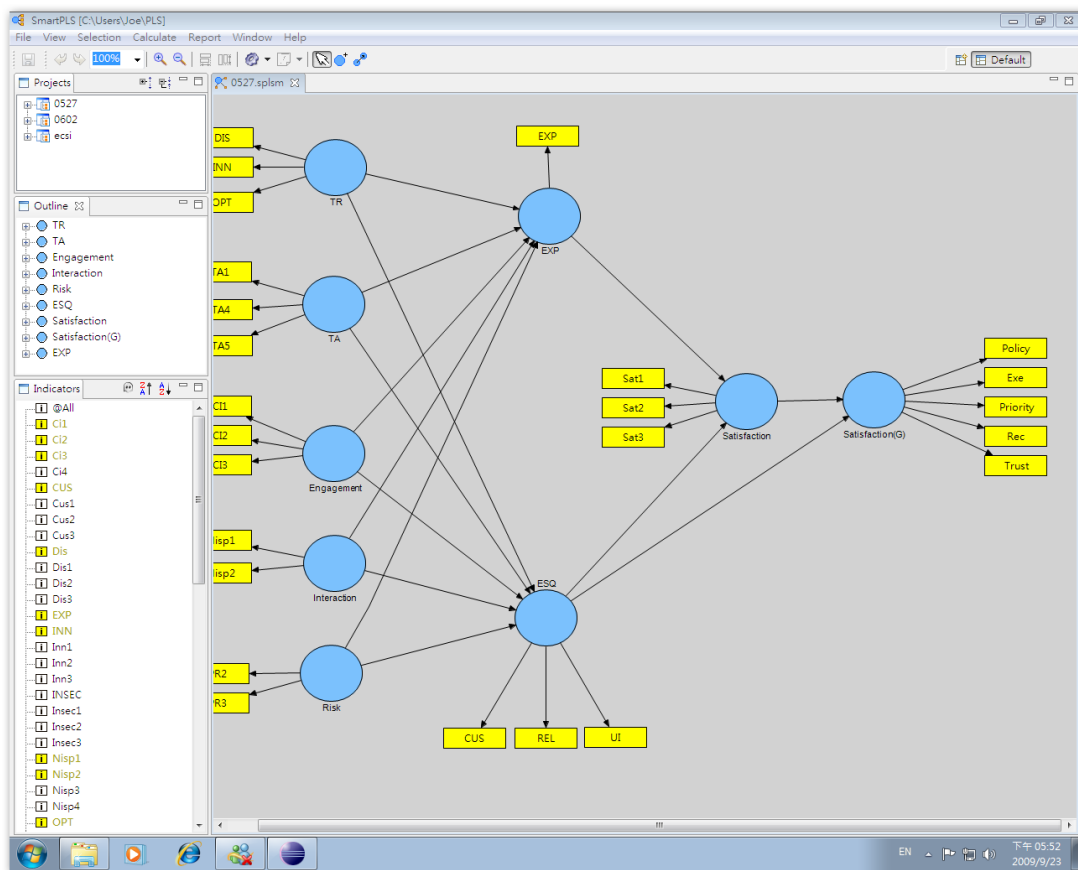 SmartPLS [C:\Users\Joe\PLS]
File View Selection Calculate Report Window Help
100%
Default
Projects
0527
0602
ecsi
Outline
TR
TA
Engagement
Interaction
Risk
ESQ
Satisfaction
Satisfaction(G)
EXP
Indicators
@All
Ci1
Ci2
Ci3
Ci4
CUS
Cus1
Cus2
Cus3
Dis
Dis1
Dis2
Dis3
EXP
INN
Inn1
Inn2
Inn3
INSEC
Insec1
Insec2
Insec3
Nisp1
Nisp2
Nisp3
Nisp4
OPT
0527.splsm
DIS
INN
OPT
TR
EXP
EXP
TA1
TA4
TA5
TA
CI1
CI2
CI3
Engagement
Sat1
Sat2
Sat3
Satisfaction
Satisfaction(G)
Policy
Exe
Priority
Rec
Trust
Nisp1
Nisp2
Interaction
ESQ
PR2
PR3
Risk
CUS
REL
UI
EN
下午 05:52
2009/9/23